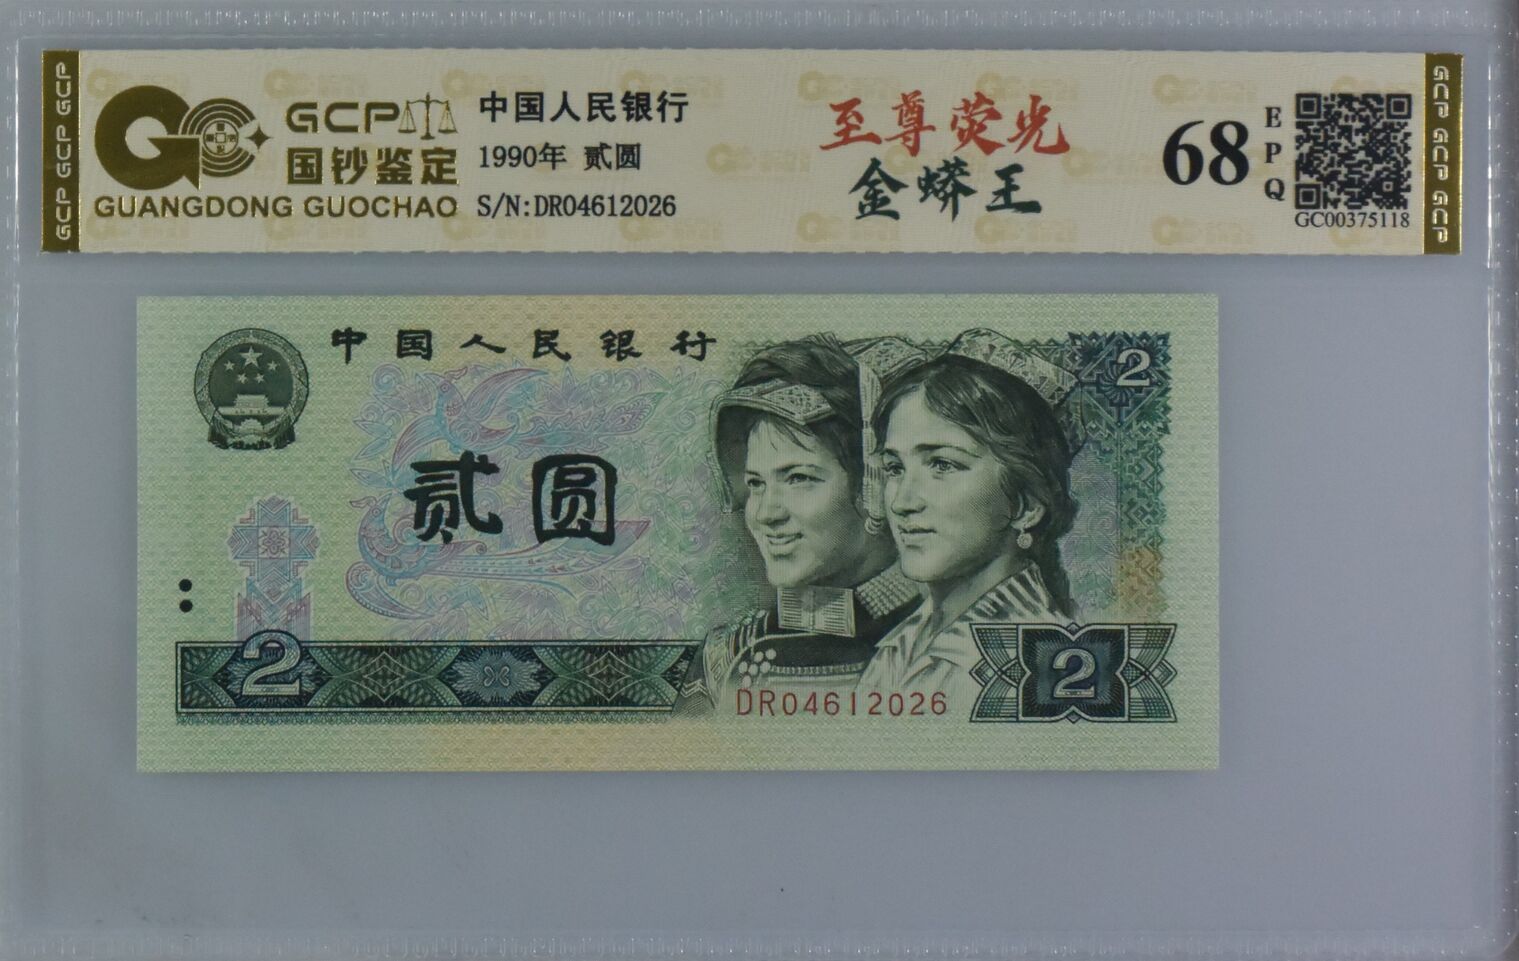 GCP GCP GCP
GCP
国钞鉴定
GUANGDONG GUOCHAO
中国人民银行
1990年 贰圆
S/N:DR04612026
至尊荧光
金蟒王
68
EPQ
GC00375118
GCP GCP GCP
中国人民银行
2
贰圆
2
DR04612026
2